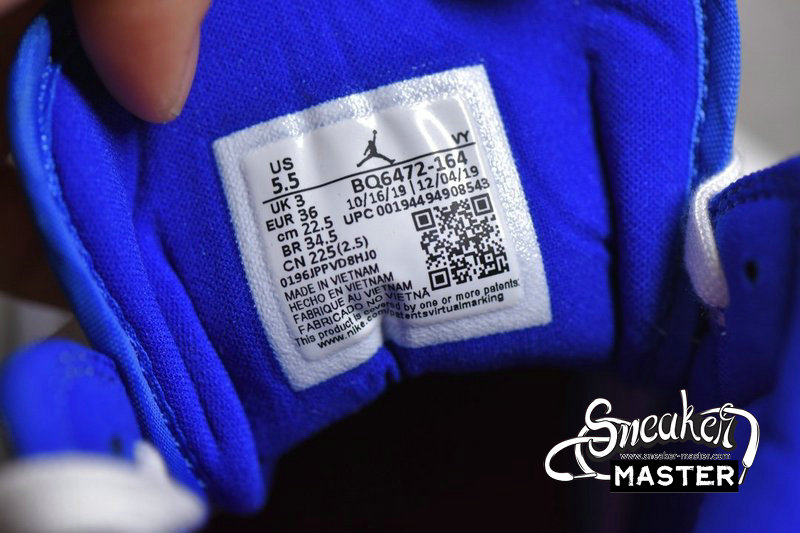 US
5.5
VY
BQ6472-164
UK 3
10/16/19 | 12/04/19
EUR 36
UPC 00194494908543
cm 22.5
BR 34.5
CN 225(2.5)
0196JPPVD8HJ0
MADE IN VIETNAM
HECHO EN VIETNAM
FABRIQUE AU VIETNAM
FABRICADO NO VIETNÃ
This product is covered by one or more patents
www.nike.com/patentsvirtualmarking
Sneaker
www.sneaker-master.com
MASTER